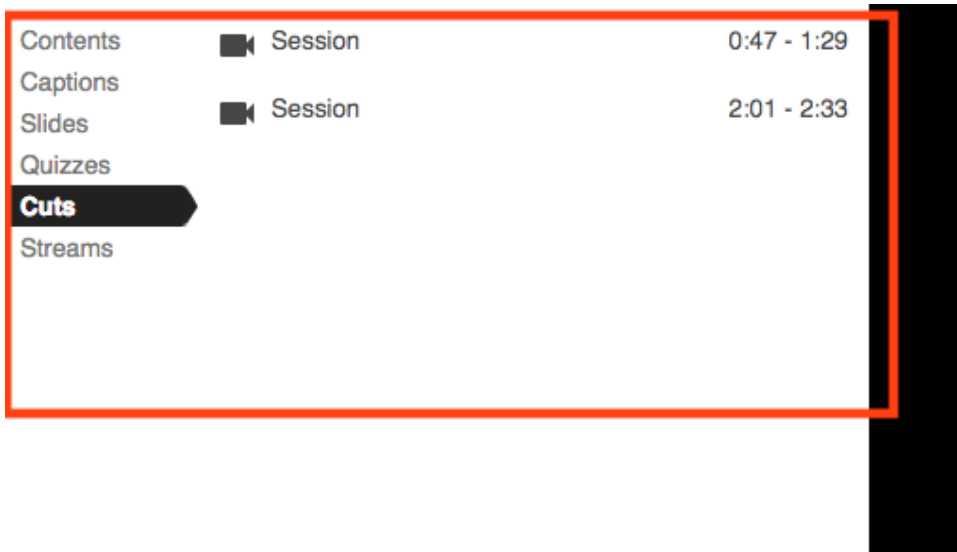 Contents
Captions
Slides
Quizzes
Cuts
Streams
Session 0:47 - 1:29
Session 2:01 - 2:33